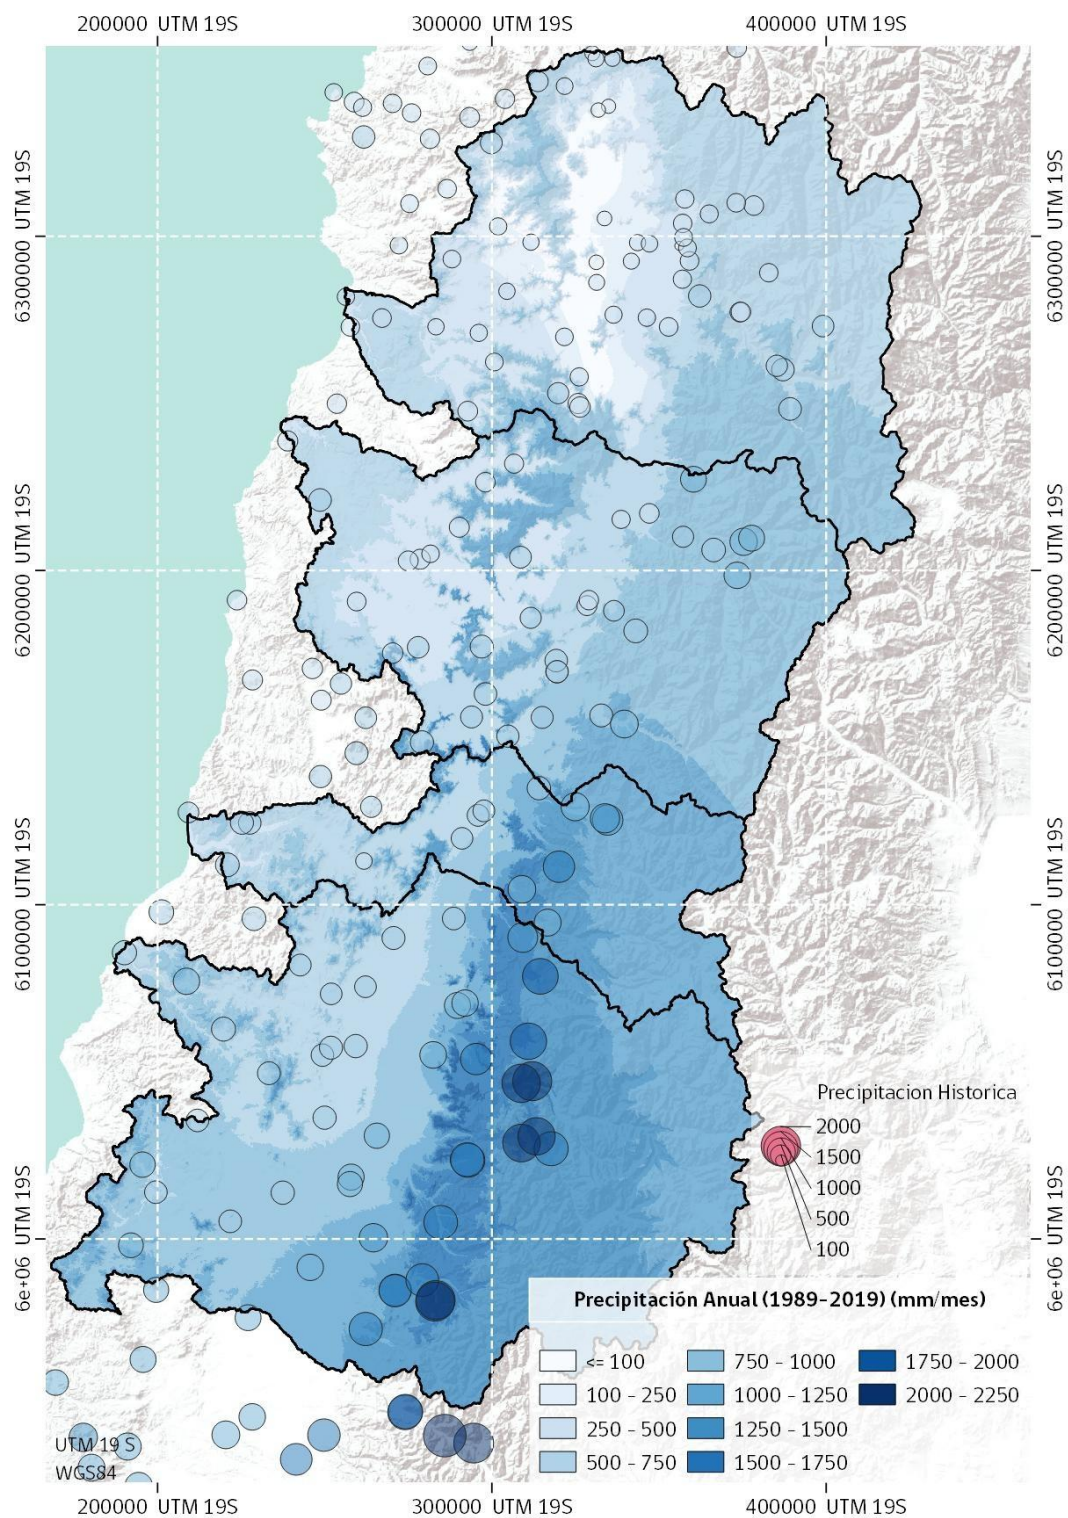 200000 UTM 19S
300000 UTM 19S
400000 UTM 19S
6300000 UTM 19S
6300000 UTM 19S
6200000 UTM 19S
6200000 UTM 19S
6100000 UTM 19S
6100000 UTM 19S
6e+06 UTM 19S
6e+06 UTM 19S
Precipitacion Historica
2000
1500
1000
500
100
Precipitación Anual (1989-2019) (mm/mes)
<= 100
100 - 250
250 - 500
500 - 750
750 - 1000
1000 - 1250
1250 - 1500
1500 - 1750
1750 - 2000
2000 - 2250
UTM 19 S
WGS84
200000 UTM 19S
300000 UTM 19S
400000 UTM 19S